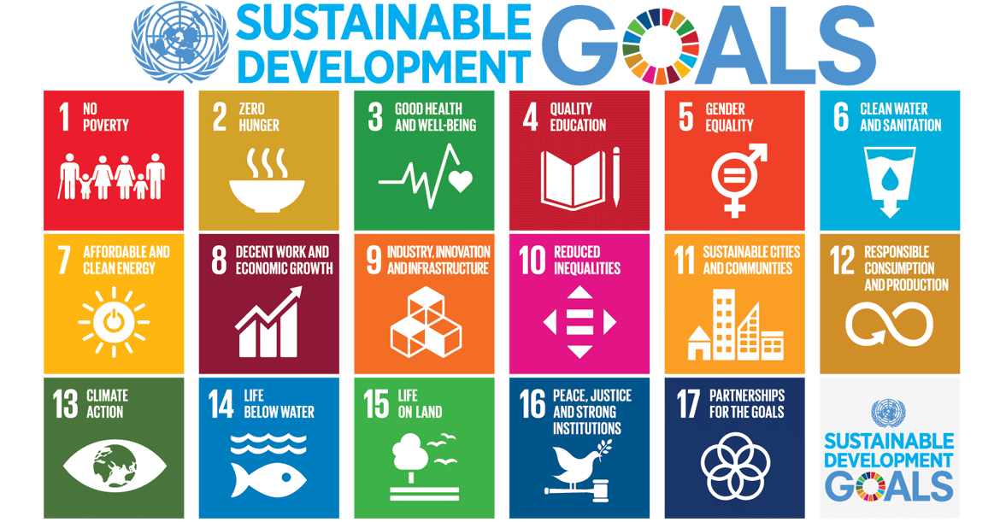 SUSTAINABLE
DEVELOPMENT
GOALS
1 NO
POVERTY
2 ZERO
HUNGER
3 GOOD HEALTH
AND WELL-BEING
4 QUALITY
EDUCATION
5 GENDER
EQUALITY
6 CLEAN WATER
AND SANITATION
7 AFFORDABLE AND
CLEAN ENERGY
8 DECENT WORK AND
ECONOMIC GROWTH
9 INDUSTRY, INNOVATION
AND INFRASTRUCTURE
10 REDUCED
INEQUALITIES
11 SUSTAINABLE CITIES
AND COMMUNITIES
12 RESPONSIBLE
CONSUMPTION
AND PRODUCTION
13 CLIMATE
ACTION
14 LIFE
BELOW WATER
15 LIFE
ON LAND
16 PEACE, JUSTICE
AND STRONG
INSTITUTIONS
17 PARTNERSHIPS
FOR THE GOALS
SUSTAINABLE
DEVELOPMENT
GOALS